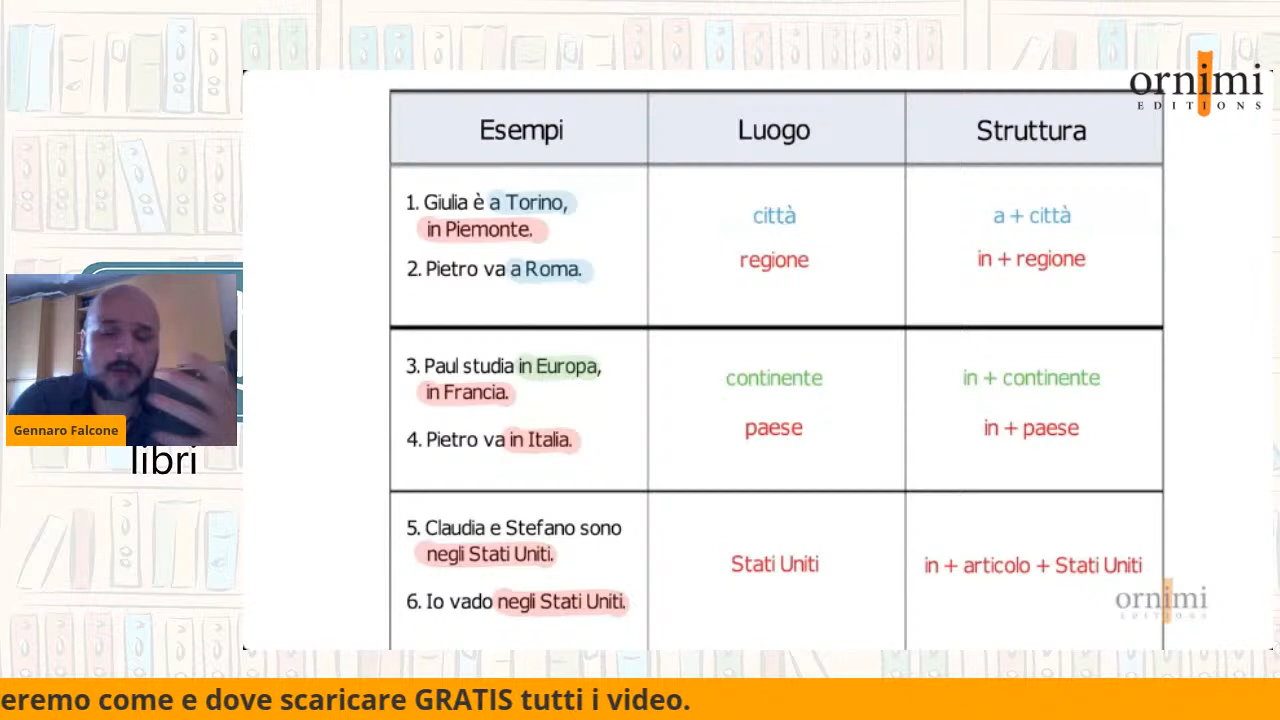 ornimi
EDITIONS
Esempi
Luogo
Struttura
1. Giulia è a Torino,
in Piemonte.
2. Pietro va a Roma.
città
regione
a + città
in + regione
3. Paul studia in Europa,
in Francia.
4. Pietro va in Italia.
continente
paese
in + continente
in + paese
5. Claudia e Stefano sono
negli Stati Uniti.
6. Io vado negli Stati Uniti.
Stati Uniti
in + articolo + Stati Uniti
ornimi
EDITIONS
Gennaro Falcone
libri
eremo come e dove scaricare GRATIS tutti i video.